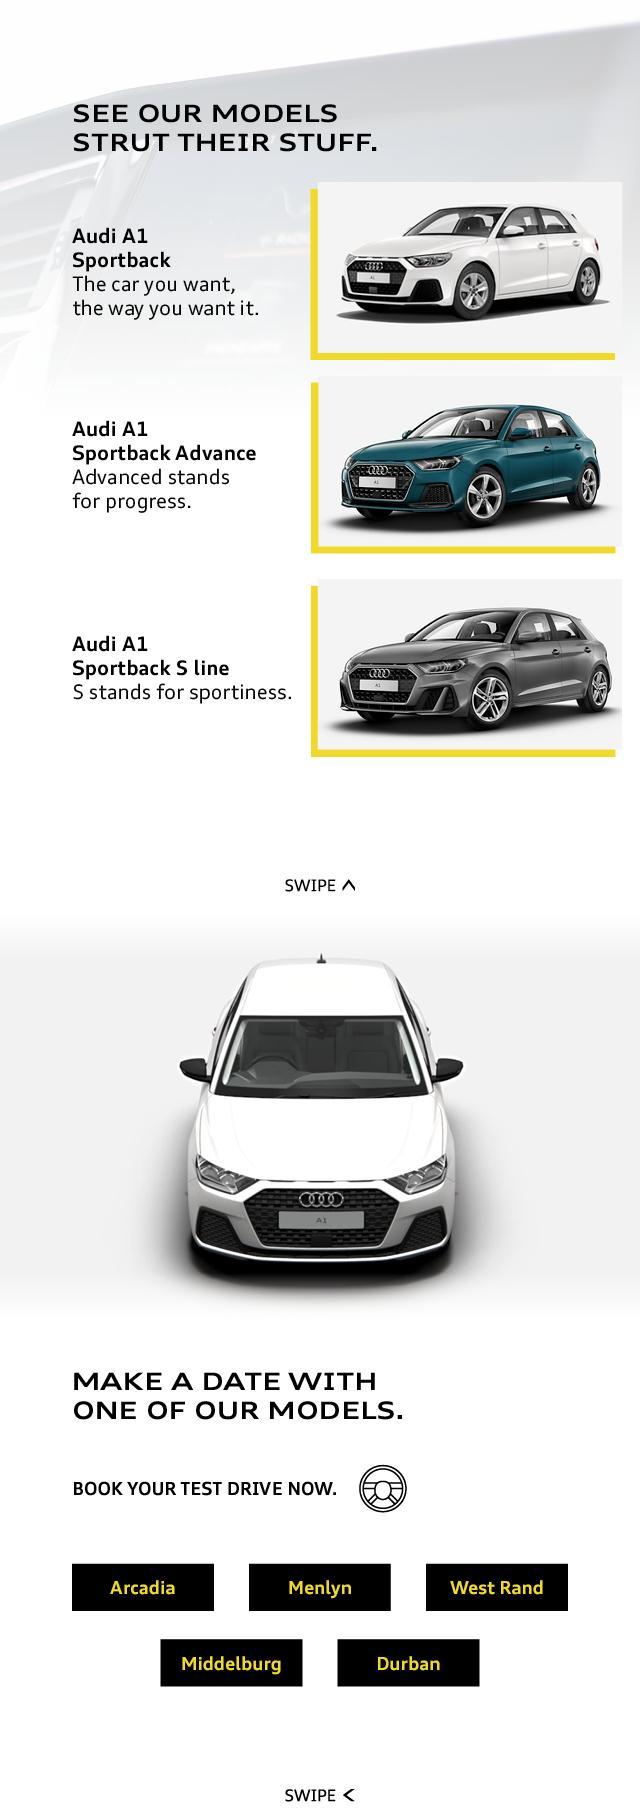 SEE OUR MODELS
STRUT THEIR STUFF.
Audi A1
Sportback
The car you want,
the way you want it.
A1
Audi A1
Sportback Advance
Advanced stands
for progress.
A1
Audi A1
Sportback S line
S stands for sportiness.
A1
SWIPE
A1
MAKE A DATE WITH
ONE OF OUR MODELS.
BOOK YOUR TEST DRIVE NOW.
Arcadia
Menlyn
West Rand
Middelburg
Durban
SWIPE